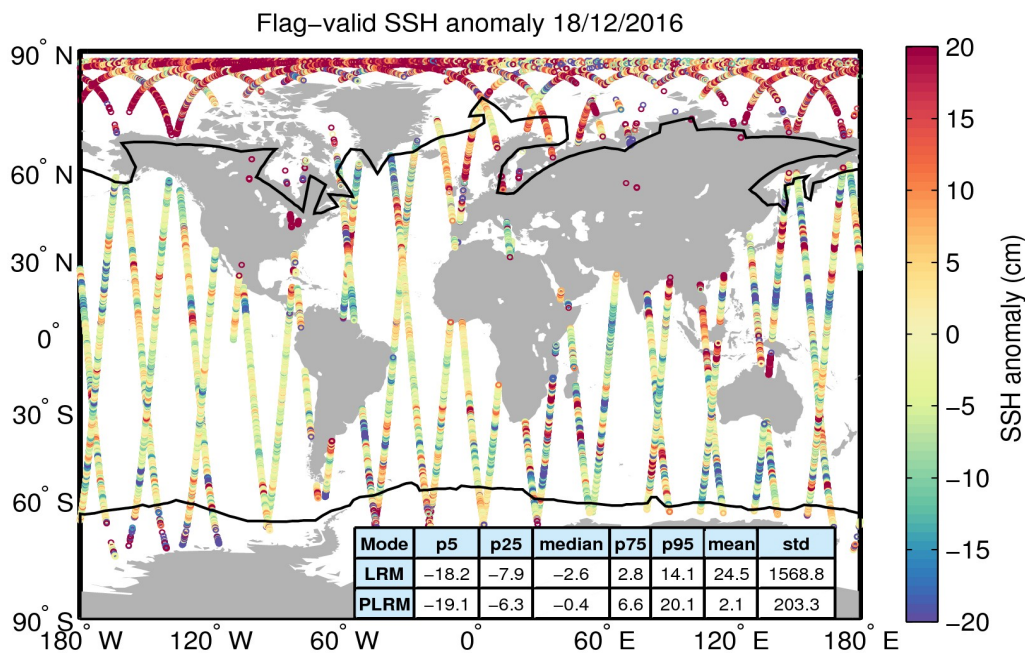 Flag−valid SSH anomaly 18/12/2016
90° N
60° N
30° N
0°
30° S
60° S
90° S
180° W
120° W
60° W
0°
60° E
120° E
180° E
Mode p5 p25 median p75 p95 mean std
LRM −18.2 −7.9 −2.6 2.8 14.1 24.5 1568.8
PLRM −19.1 −6.3 −0.4 6.6 20.1 2.1 203.3
20
15
10
5
0
−5
−10
−15
−20
SSH anomaly (cm)